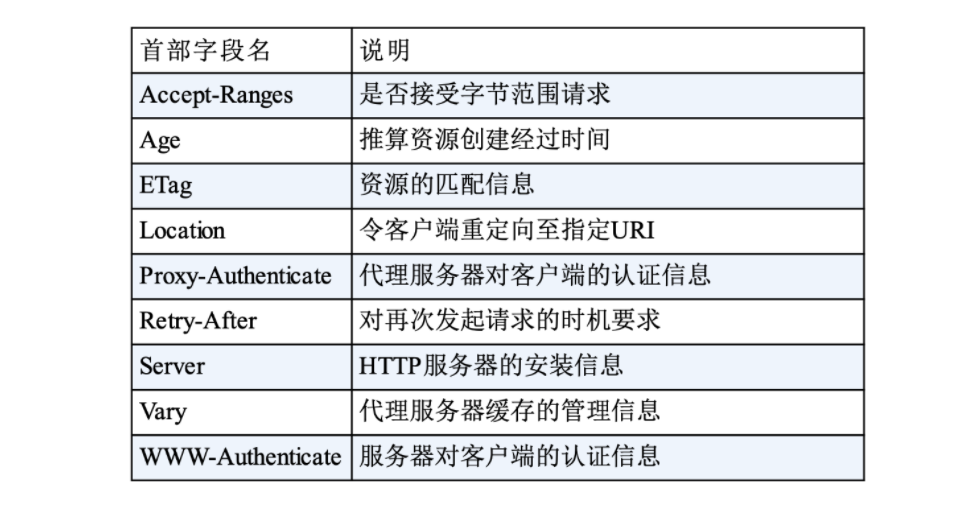 首部字段名 说明
Accept-Ranges 是否接受字节范围请求
Age 推算资源创建经过时间
ETag 资源的匹配信息
Location 令客户端重定向至指定URI
Proxy-Authenticate 代理服务器对客户端的认证信息
Retry-After 对再次发起请求的时机要求
Server HTTP服务器的安装信息
Vary 代理服务器缓存的管理信息
WWW-Authenticate 服务器对客户端的认证信息